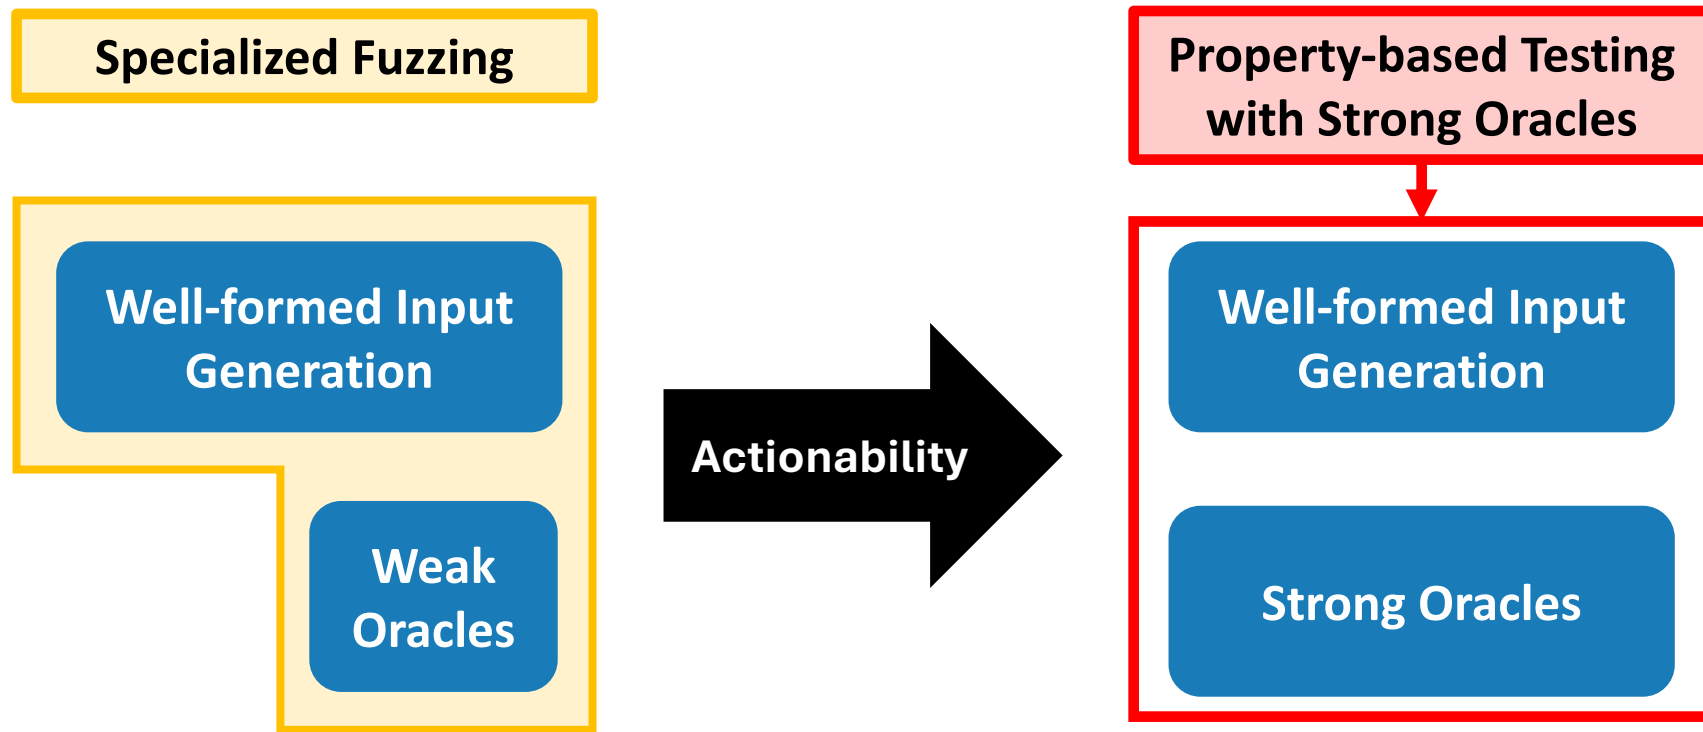 Specialized Fuzzing
Well-formed Input
Generation
Weak
Oracles
Actionability
Property-based Testing
with Strong Oracles
Well-formed Input
Generation
Strong Oracles